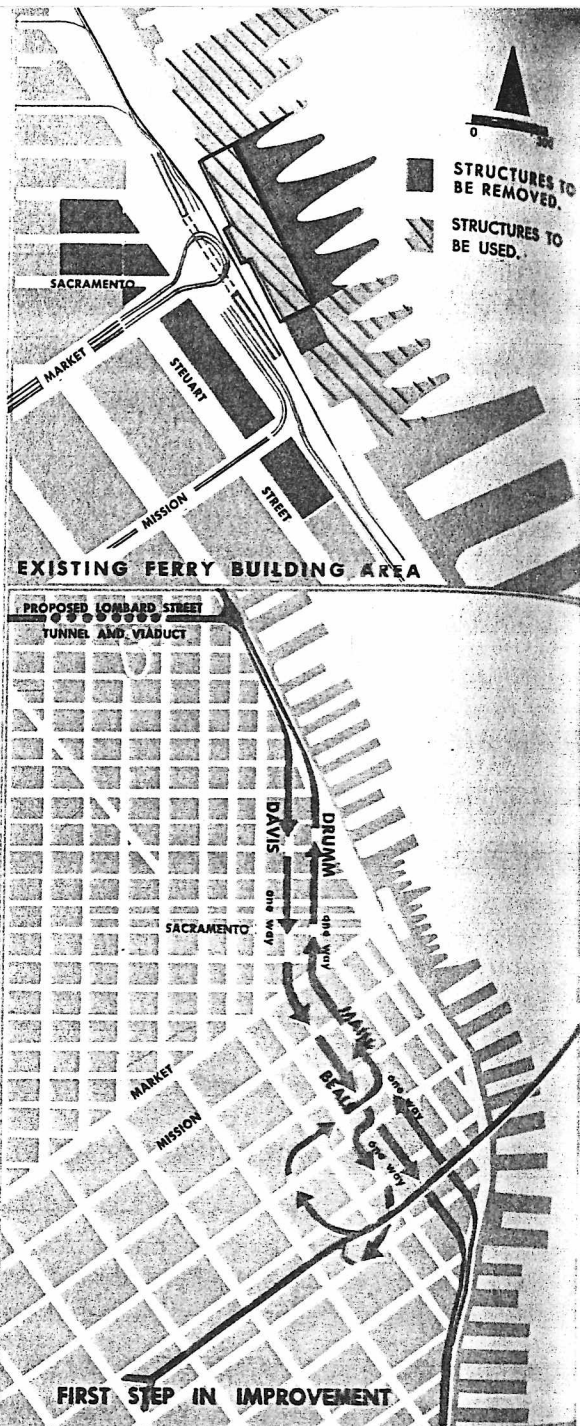 0 300
STRUCTURES TO
BE REMOVED.
STRUCTURES TO
BE USED.
SACRAMENTO
MARKET
STEUART
MISSION
STREET
EXISTING FERRY BUILDING AREA
PROPOSED LOMBARD STREET
TUNNEL AND VIADUCT
DAVIS
DRUMM
one way
one way
SACRAMENTO
MAIN
MARKET
MISSION
BEALE
one way
one way
FIRST STEP IN IMPROVEMENT